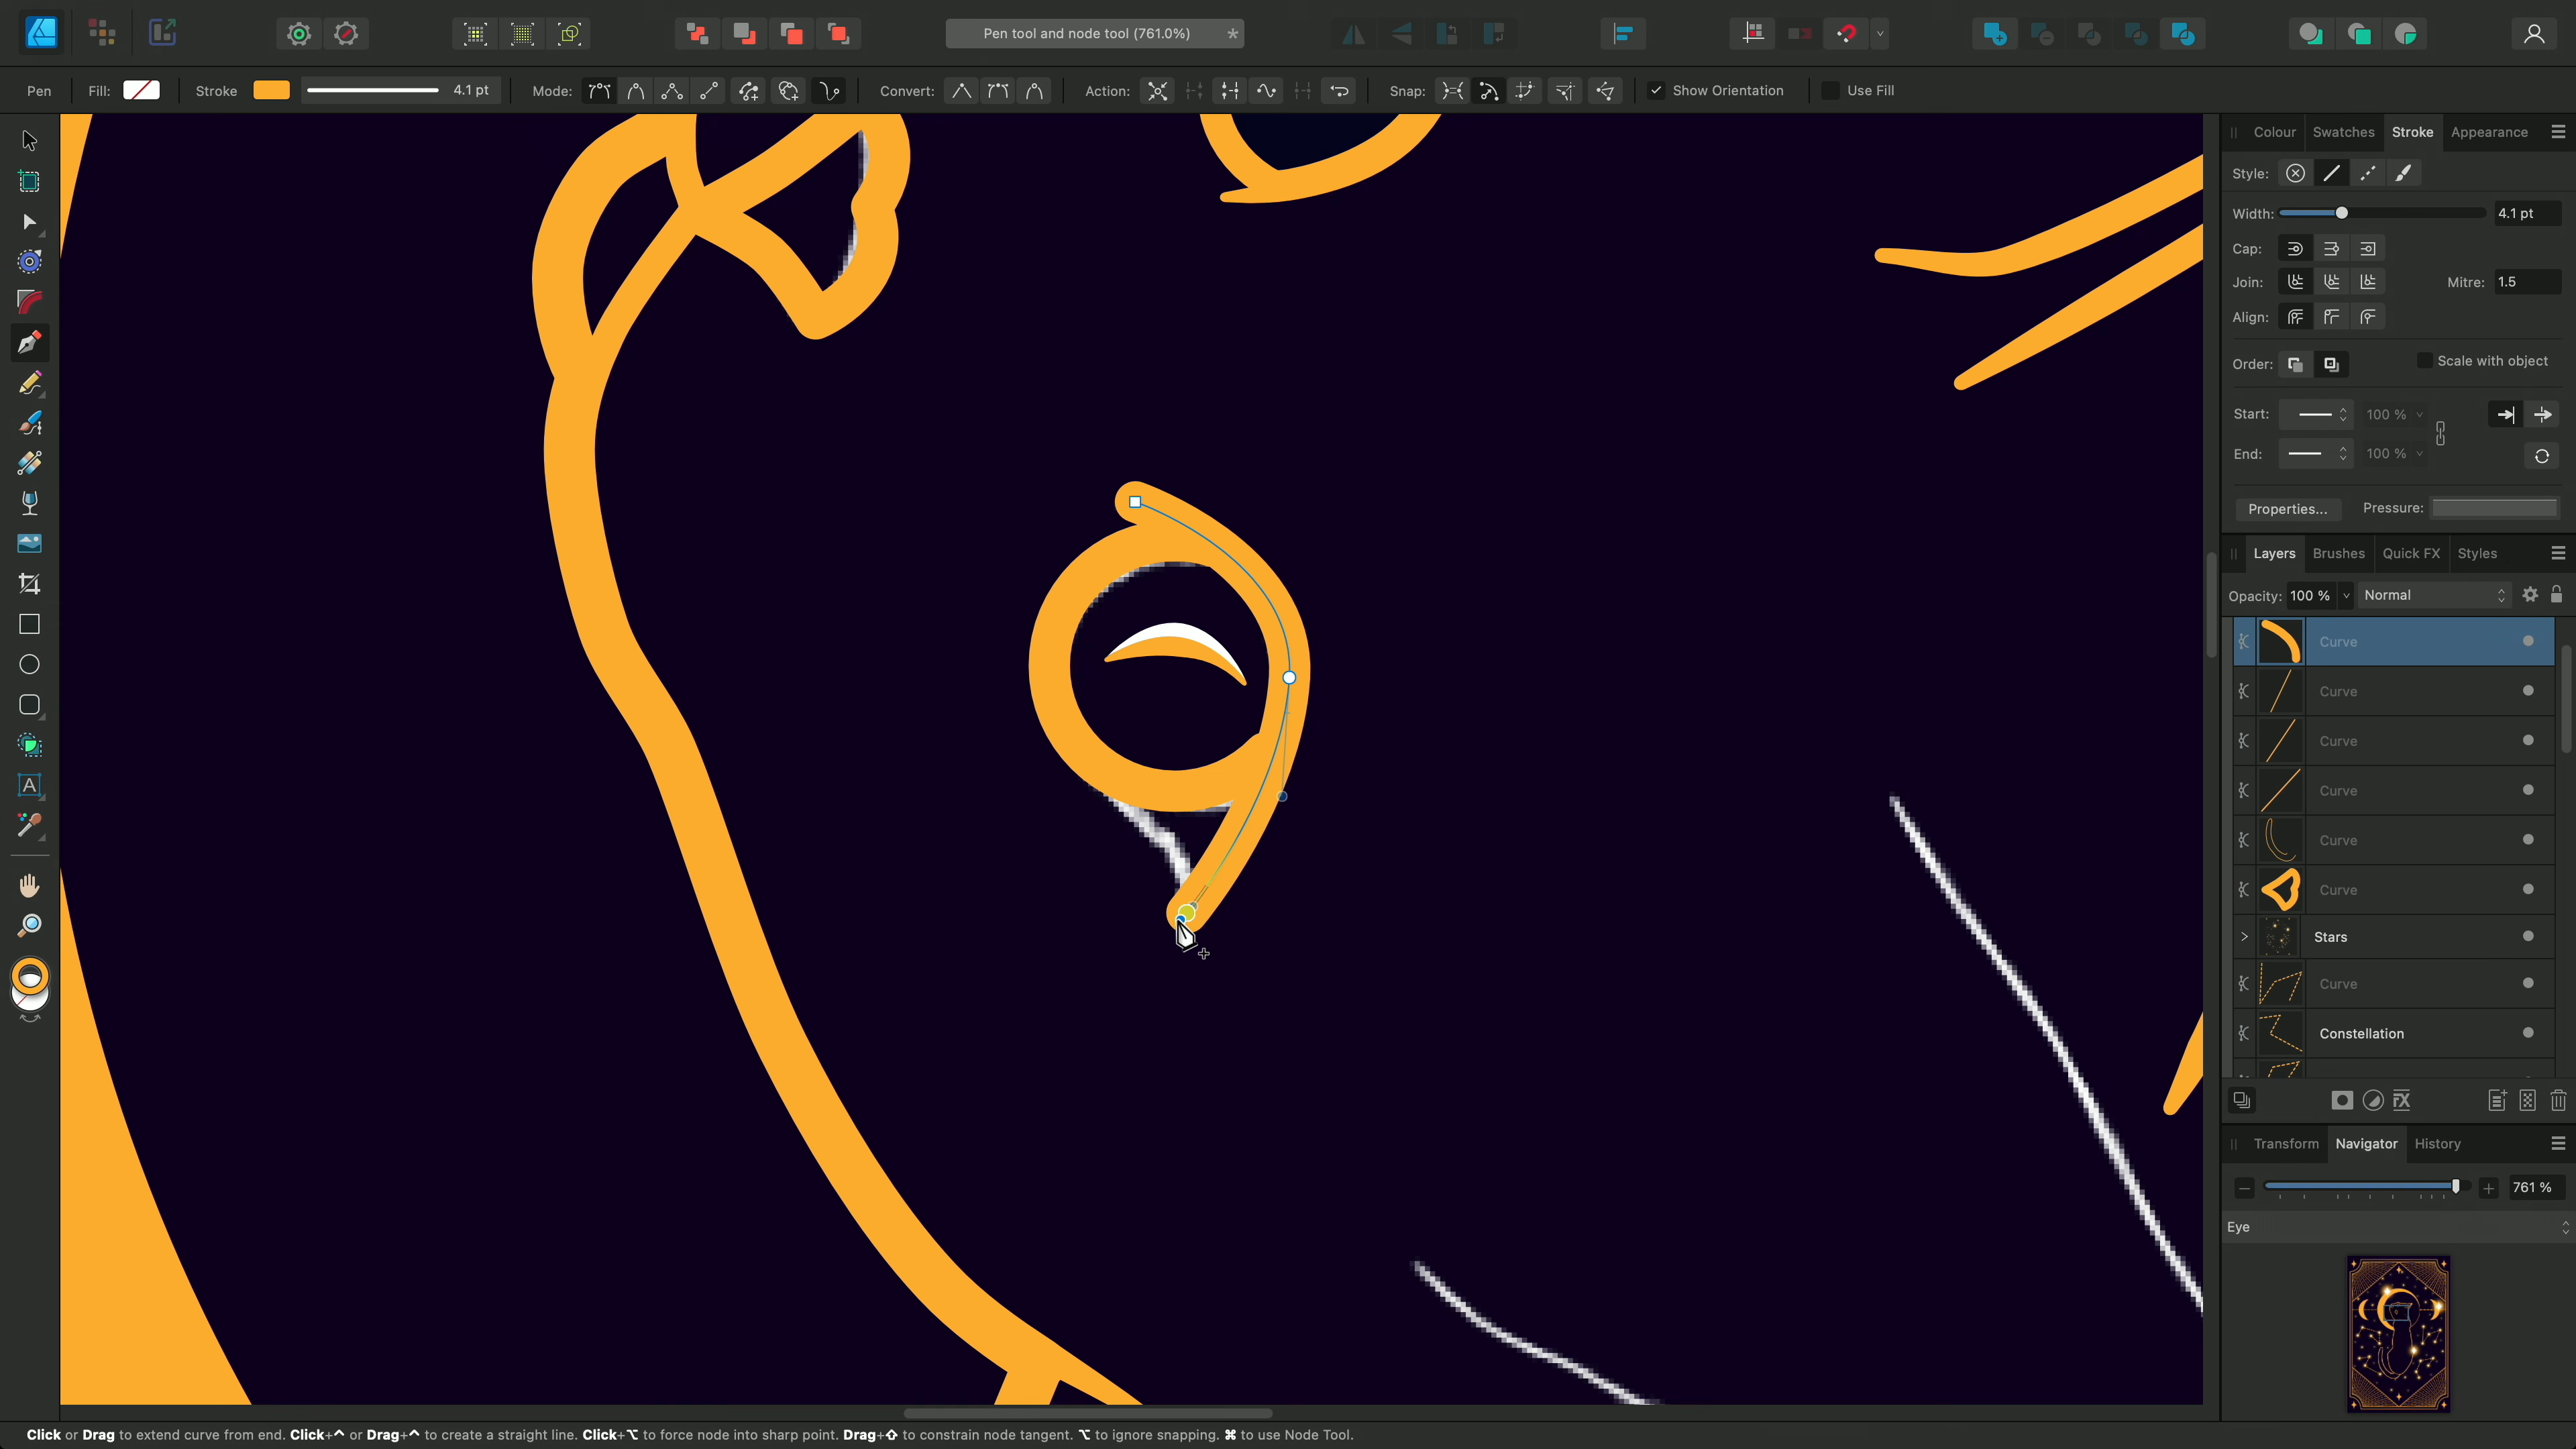 Pen tool and node tool (761.0%) *
Pen Fill: Stroke 4.1 pt Mode: Convert: Action: Snap: Show Orientation Use Fill
Colour Swatches Stroke Appearance
Style:
Width: 4.1 pt
Cap:
Join: Mitre: 1.5
Align:
Order: Scale with object
Start: 100 %
End: 100 %
Properties... Pressure:
Layers Brushes Quick FX Styles
Opacity: 100 % Normal
Curve
Curve
Curve
Curve
Curve
Curve
Stars
Curve
Constellation
FX
Transform Navigator History
761 %
Eye
A
Click or Drag to extend curve from end. Click+⌃ or Drag+⌃ to create a straight line. Click+⌥ to force node into sharp point. Drag+⇧ to constrain node tangent. ⌥ to ignore snapping. ⌘ to use Node Tool.